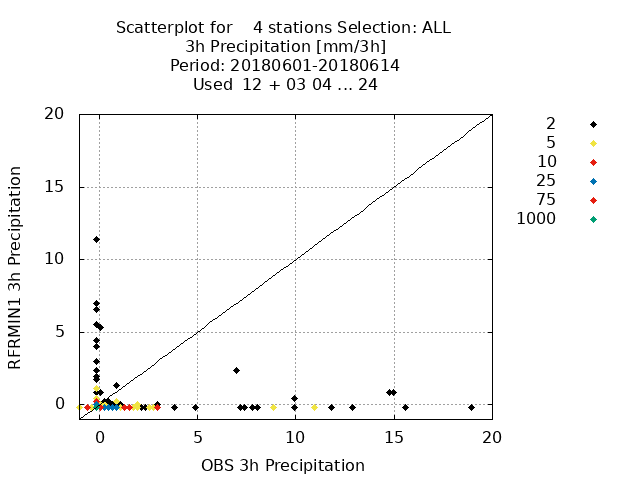 Scatterplot for    4 stations Selection: ALL
3h Precipitation [mm/3h]
Period: 20180601-20180614
Used  12 + 03 04 ... 24
RFRMIN1 3h Precipitation
20
15
10
5
0
0 5 10 15 20
OBS 3h Precipitation
2
5
10
25
75
1000